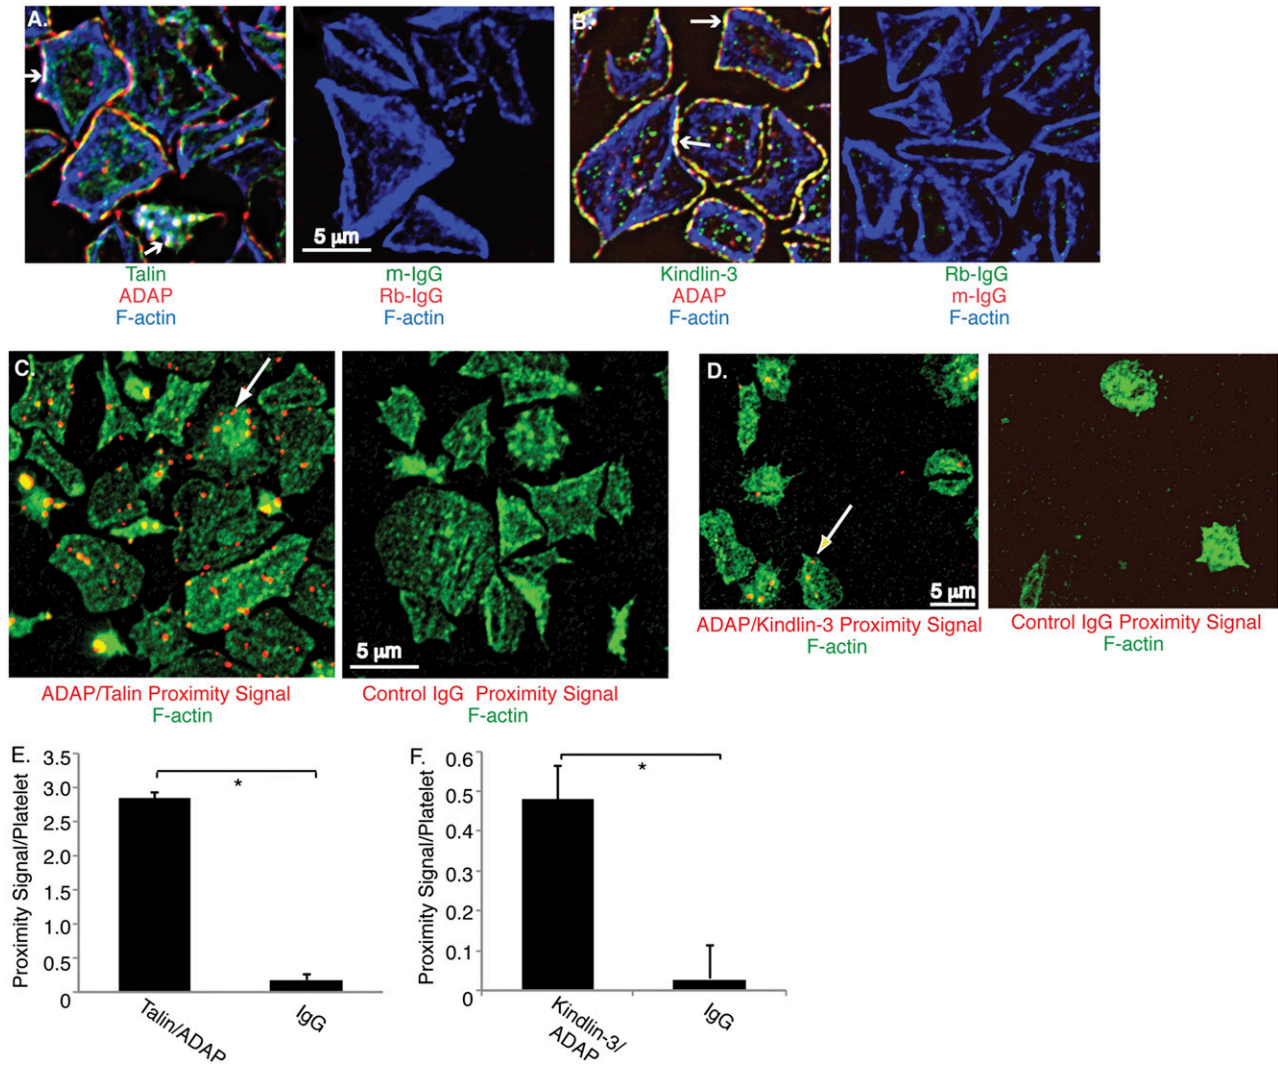 A.
B.
5 µm
Talin
ADAP
F-actin
m-IgG
Rb-IgG
F-actin
Kindlin-3
ADAP
F-actin
Rb-IgG
m-IgG
F-actin
C.
5 µm
ADAP/Talin Proximity Signal
F-actin
Control IgG Proximity Signal
F-actin
D.
5 µm
ADAP/Kindlin-3 Proximity Signal
F-actin
Control IgG Proximity Signal
F-actin
E.
Proximity Signal/Platelet
3.5
3.0
2.5
2.0
1.5
1.0
0.5
0
*
Talin/ADAP
IgG
F.
Proximity Signal/Platelet
0.6
0.5
0.4
0.3
0.2
0.1
0
*
Kindlin-3/
ADAP
IgG